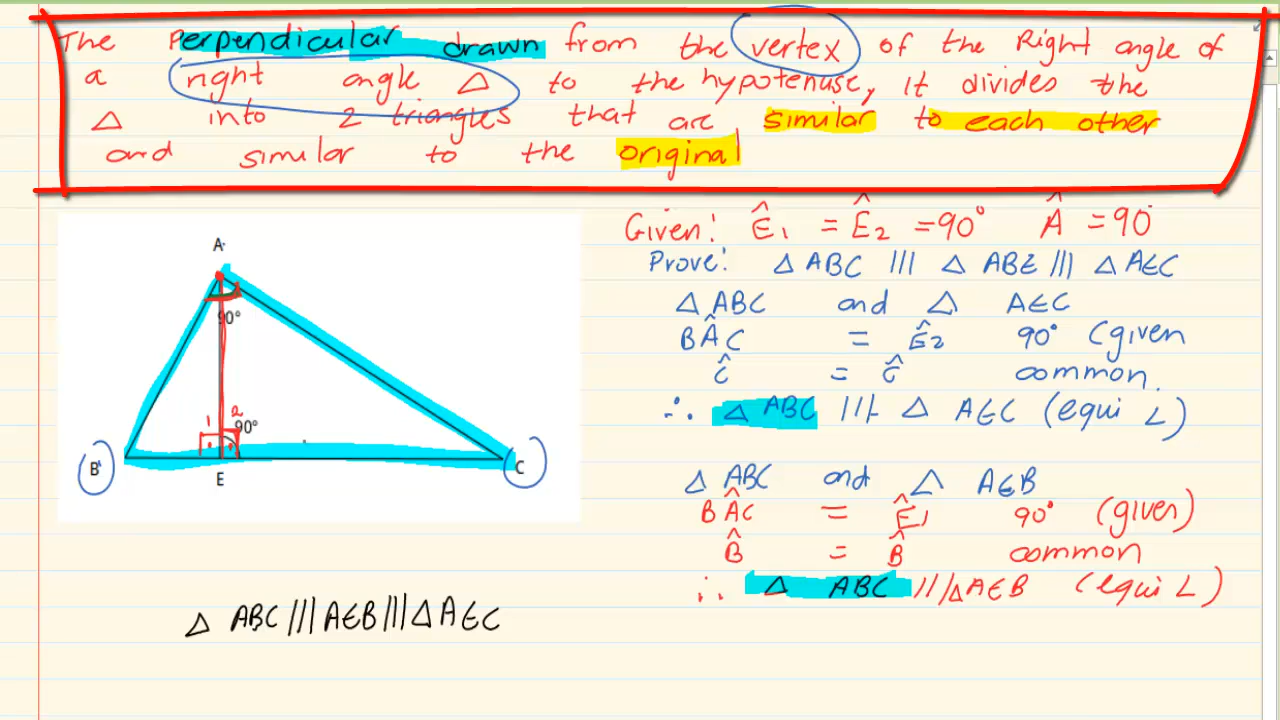 The Perpendicular drawn from the vertex of the Right angle of
a right angle Δ to the hypotenuse, It divides the
Δ into 2 triangles that are similar to each other
and similar to the original
Given! Ê1 = Ê2 = 90° Â = 90°
Prove! Δ ABC /// Δ ABE /// Δ AEC
Δ ABC and Δ AEC
BÂC = Ê2 90° (given
Ĉ = Ĉ common.
∴ Δ ABC /// Δ AEC (equi ∠)
Δ ABC and Δ AEB
BÂC = Ê1 90° (given)
B̂ = B̂ common
∴ Δ ABC /// Δ AEB (equi ∠)
A
90°
1 2
90°
B
E
C
Δ ABC /// AEB /// Δ AEC